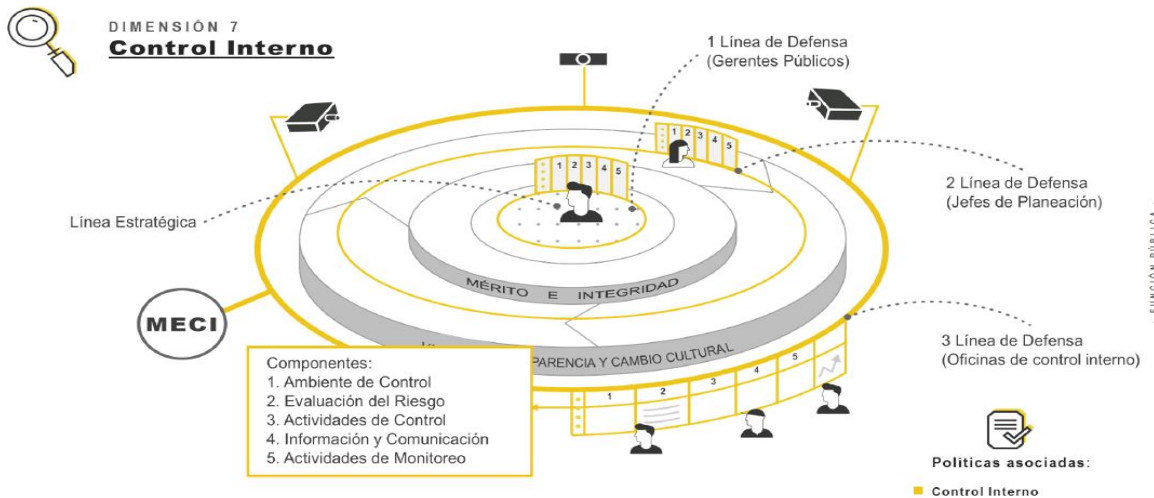 DIMENSIÓN 7
Control Interno
1 Línea de Defensa
(Gerentes Públicos)
1 2 3 4 5
1 2 3 4 5
2 Línea de Defensa
(Jefes de Planeación)
Línea Estratégica
FUNCIÓN PÚBLICA
MÉRITO E INTEGRIDAD
MECI
PARENCIA Y CAMBIO CULTURAL
3 Línea de Defensa
(Oficinas de control interno)
1 2 3 4 5
Componentes:
1. Ambiente de Control
2. Evaluación del Riesgo
3. Actividades de Control
4. Información y Comunicación
5. Actividades de Monitoreo
Políticas asociadas:
Control Interno